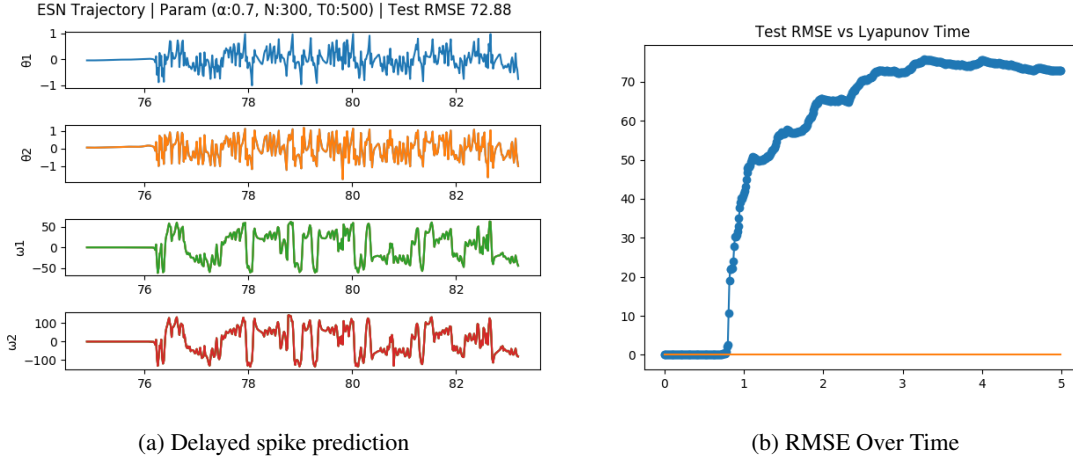 ESN Trajectory | Param (α:0.7, N:300, T0:500) | Test RMSE 72.88
1
0
−1
θ1
76 78 80 82
1
0
−1
θ2
76 78 80 82
50
0
−50
ω1
76 78 80 82
100
0
−100
ω2
76 78 80 82
(a) Delayed spike prediction
Test RMSE vs Lyapunov Time
70
60
50
40
30
20
10
0
0 1 2 3 4 5
(b) RMSE Over Time